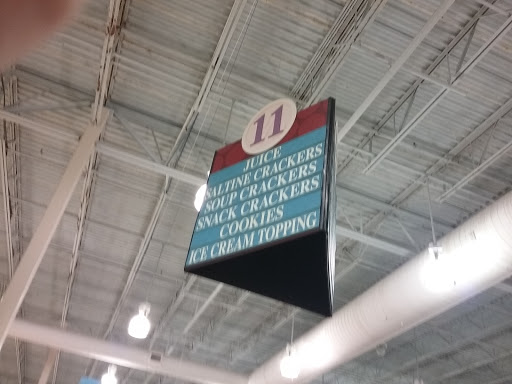 11
JUICE
SALTINE CRACKERS
SOUP CRACKERS
SNACK CRACKERS
COOKIES
ICE CREAM TOPPING